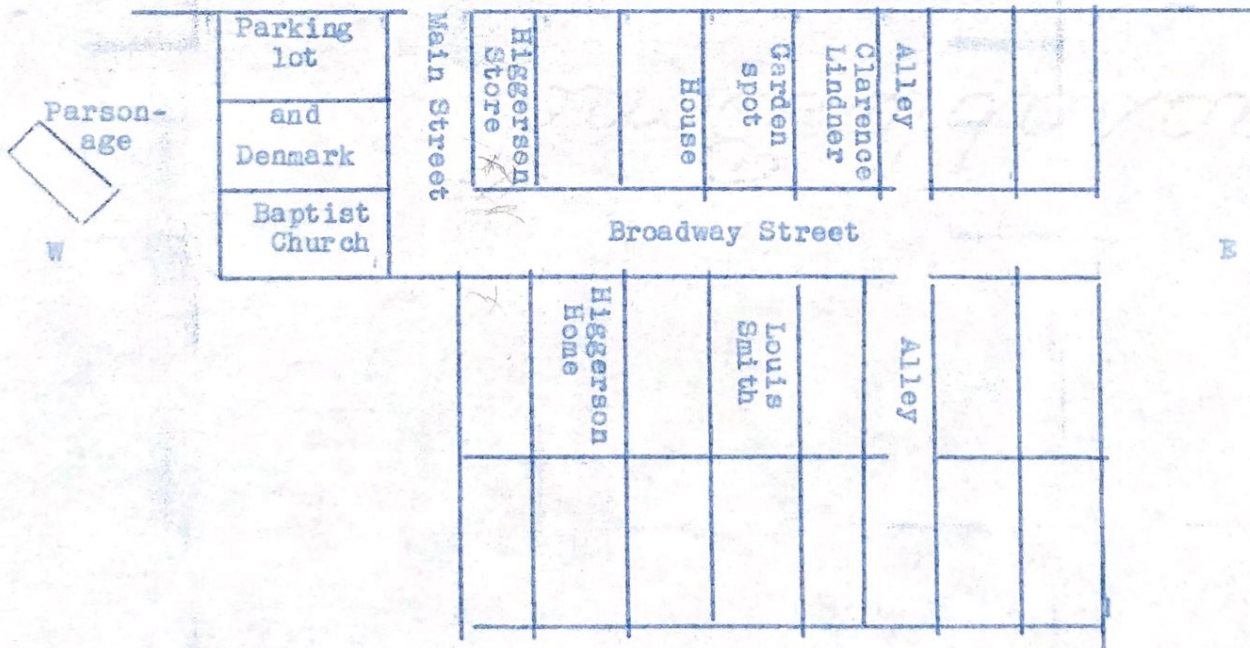 Parking
lot
and
Denmark
Baptist
Church
Parson-
age
W
Main Street
Higgerson
Store
House
Garden
spot
Clarence
Lindner
Alley
Broadway Street
E
Higgerson
Home
Louis
Smith
Alley